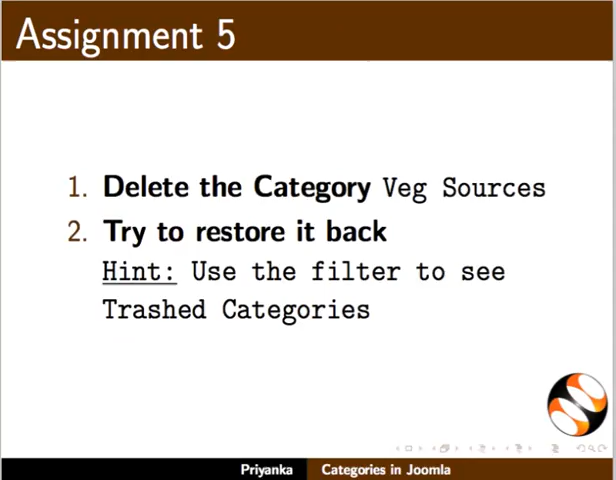 Assignment 5
1. Delete the Category Veg Sources
2. Try to restore it back
Hint: Use the filter to see
Trashed Categories
Priyanka Categories in Joomla